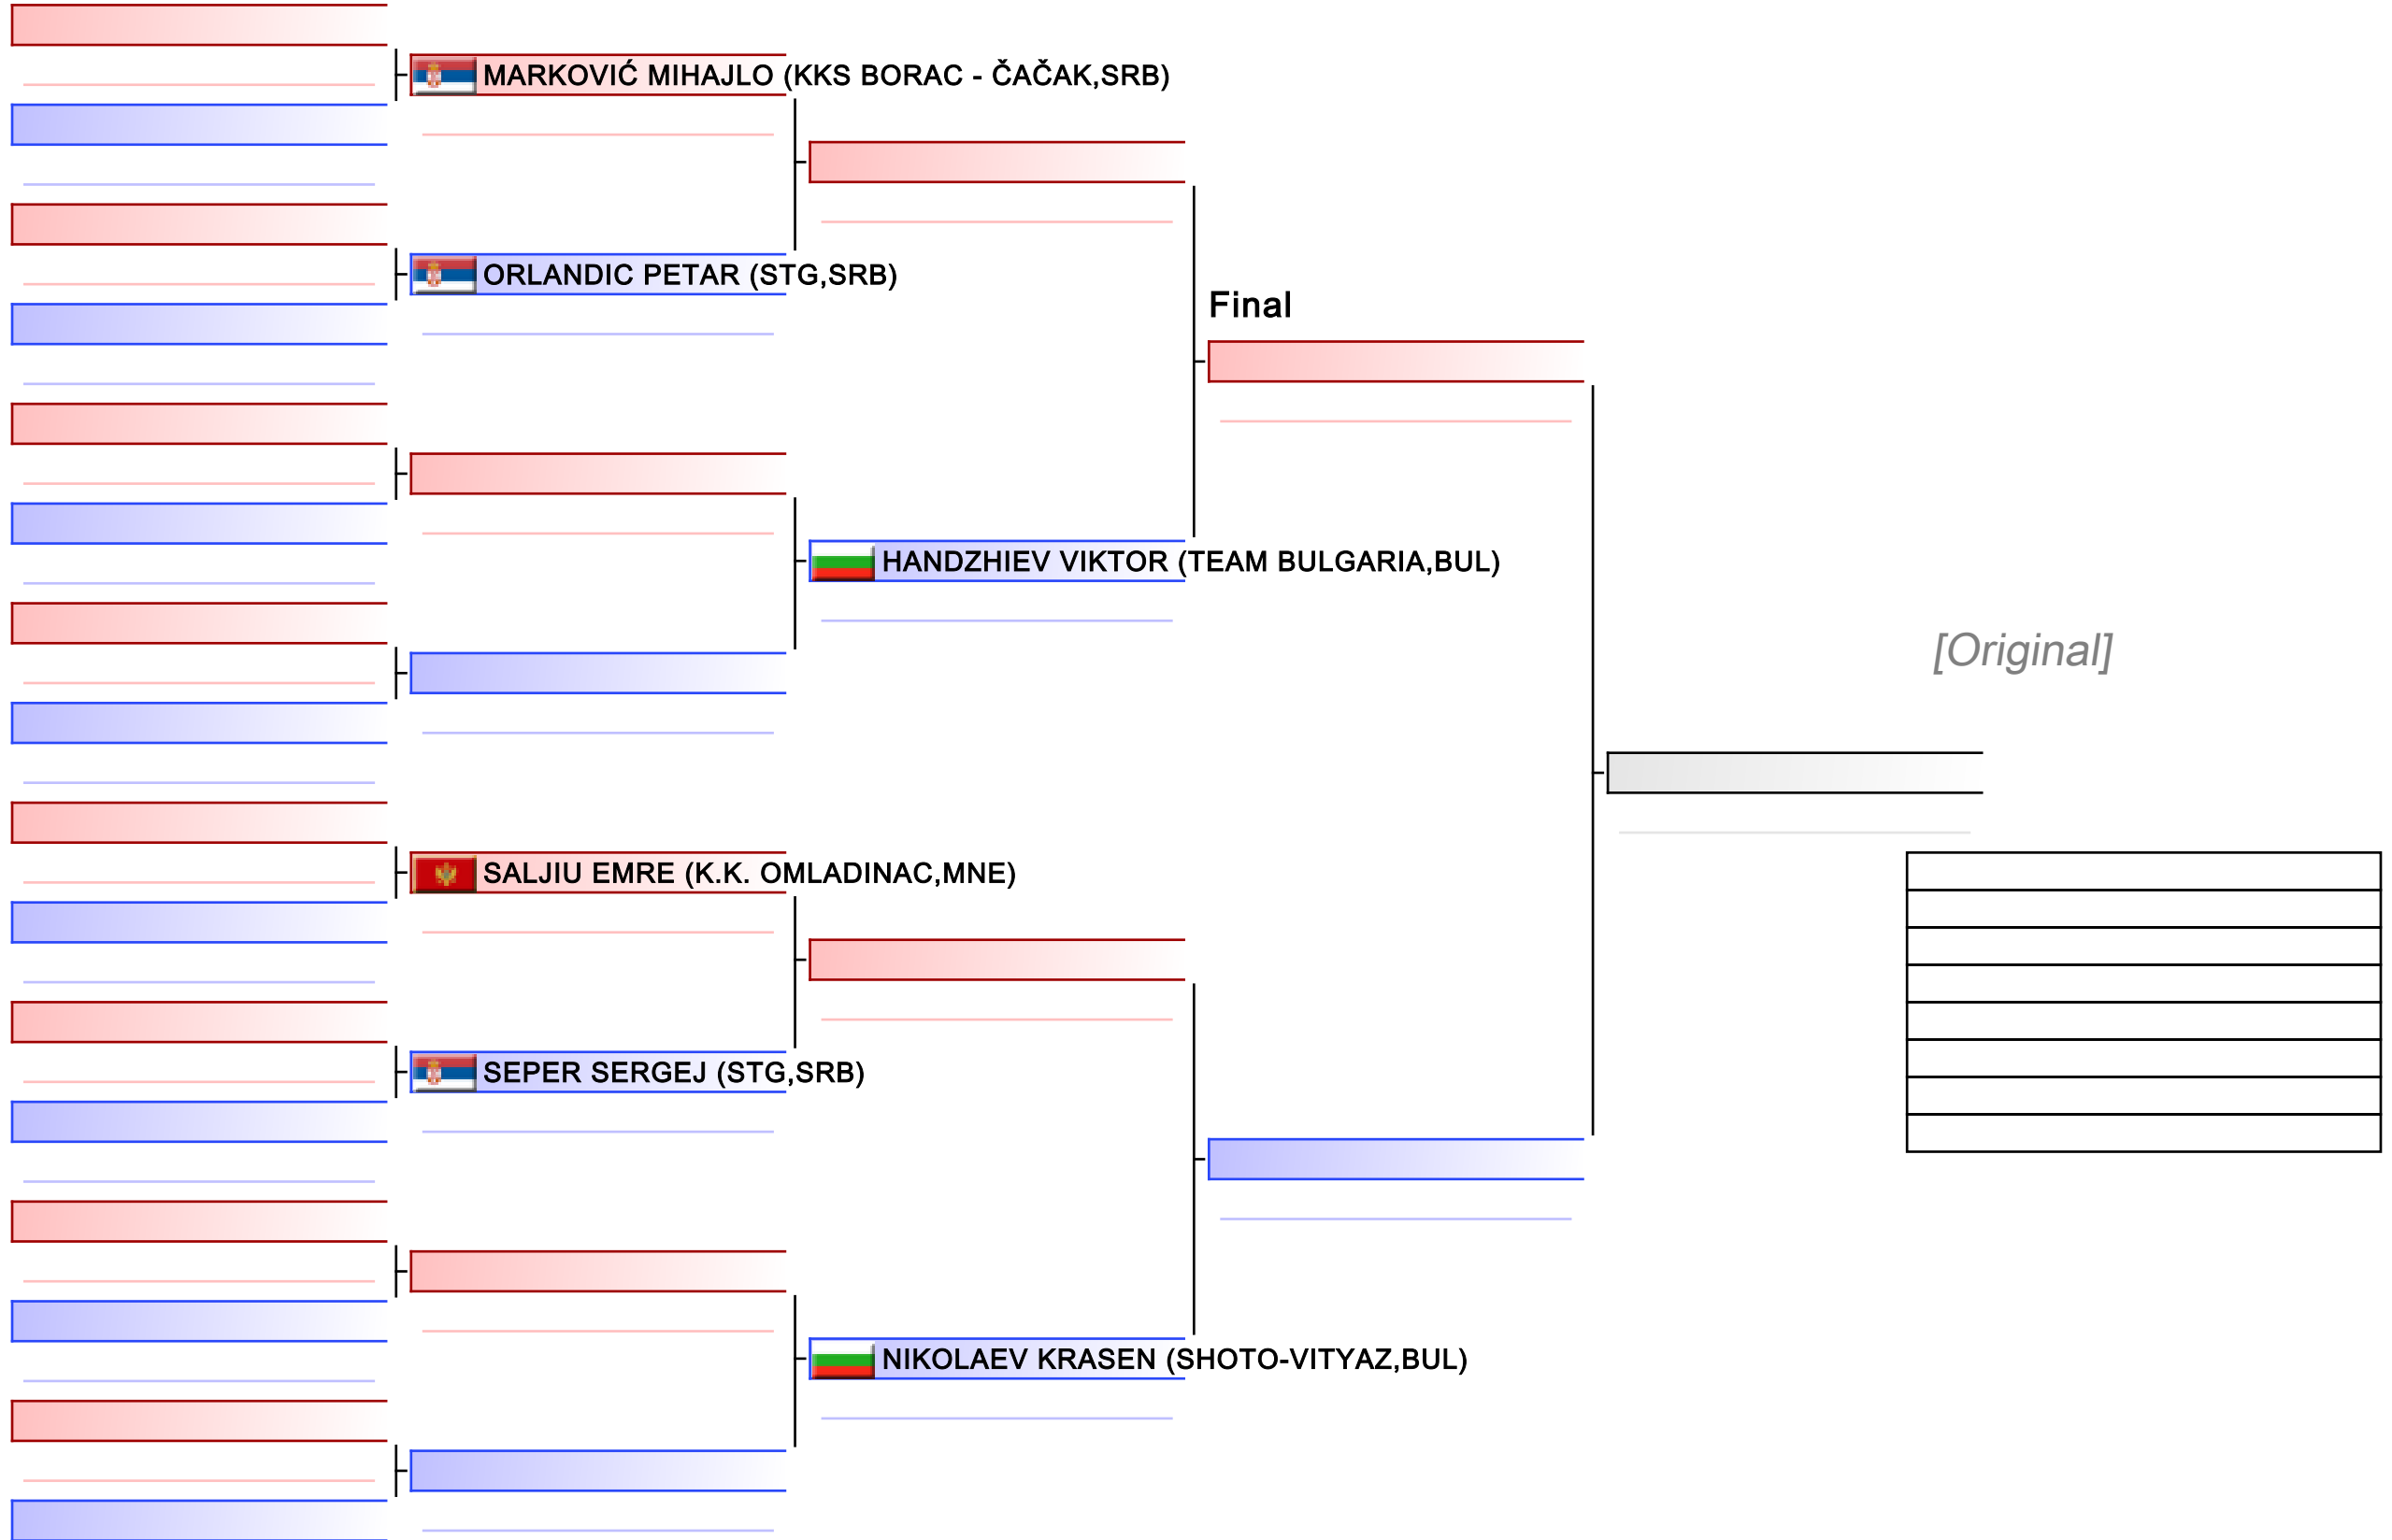 MARKOVIĆ MIHAJLO (KKS BORAC - ČAČAK,SRB)
ORLANDIC PETAR (STG,SRB)
Final
HANDZHIEV VIKTOR (TEAM BULGARIA,BUL)
[Original]
SALJIU EMRE (K.K. OMLADINAC,MNE)
SEPER SERGEJ (STG,SRB)
NIKOLAEV KRASEN (SHOTO-VITYAZ,BUL)